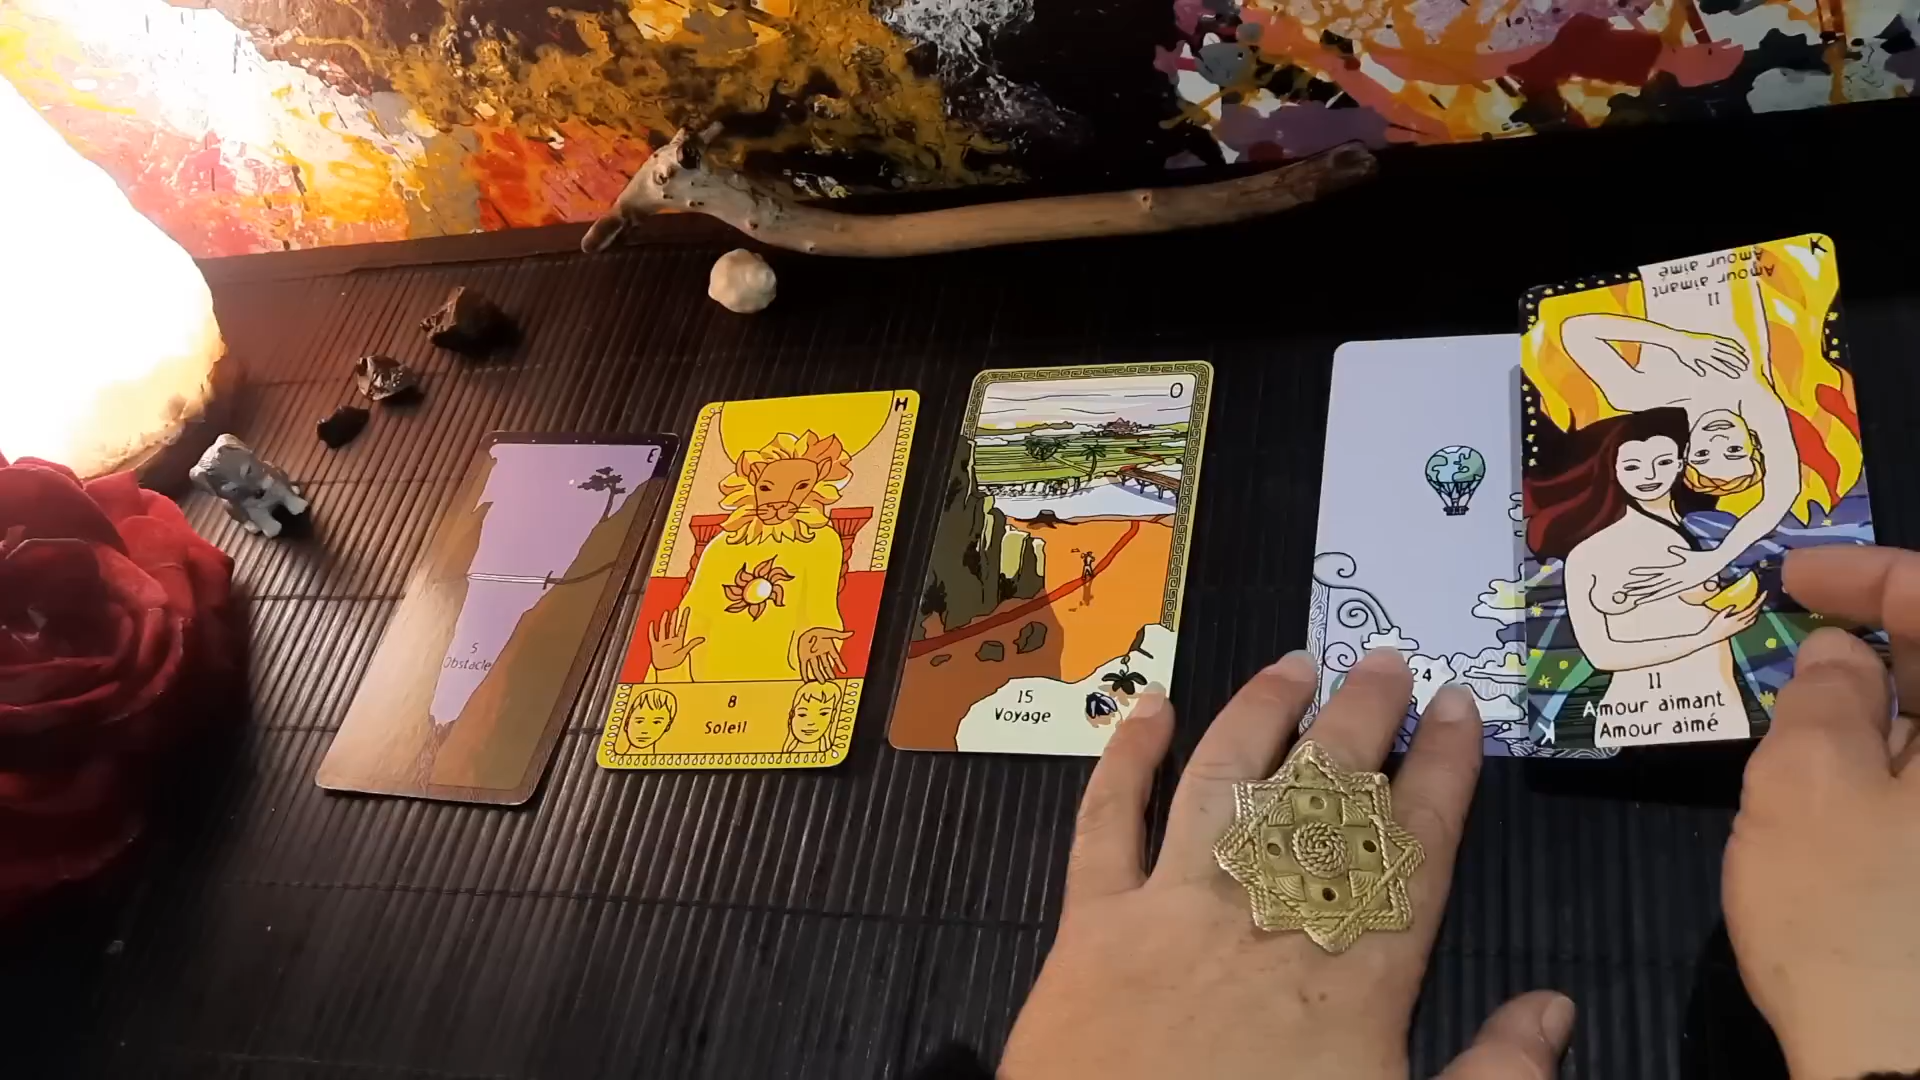 E
5
Obstacle
H
8
Soleil
O
15
Voyage
24
K
Amour aimé
Amour aimant
11
11
Amour aimant
Amour aimé
K